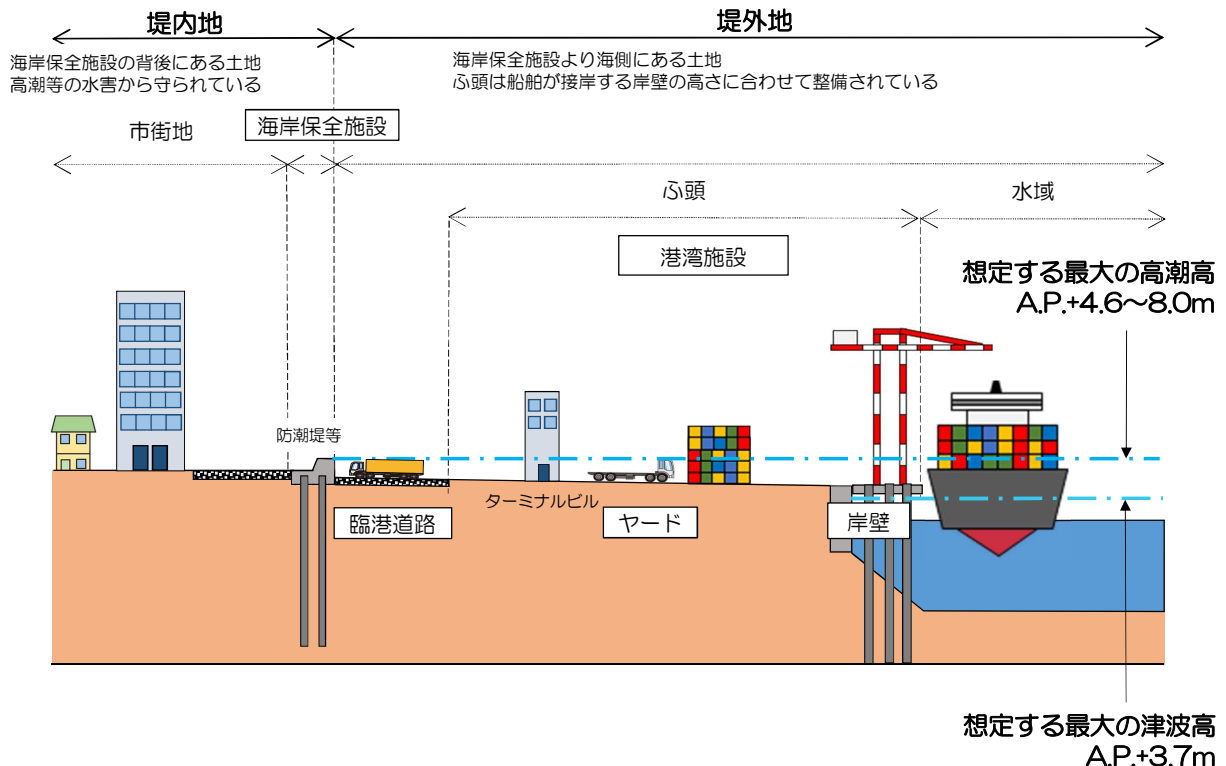 堤内地
堤外地
海岸保全施設の背後にある土地
高潮等の水害から守られている
海岸保全施設より海側にある土地
ふ頭は船舶が接岸する岸壁の高さに合わせて整備されている
市街地
海岸保全施設
ふ頭
水域
港湾施設
想定する最大の高潮高
A.P.+4.6～8.0m
防潮堤等
ターミナルビル
臨港道路
ヤード
岸壁
想定する最大の津波高
A.P.+3.7m